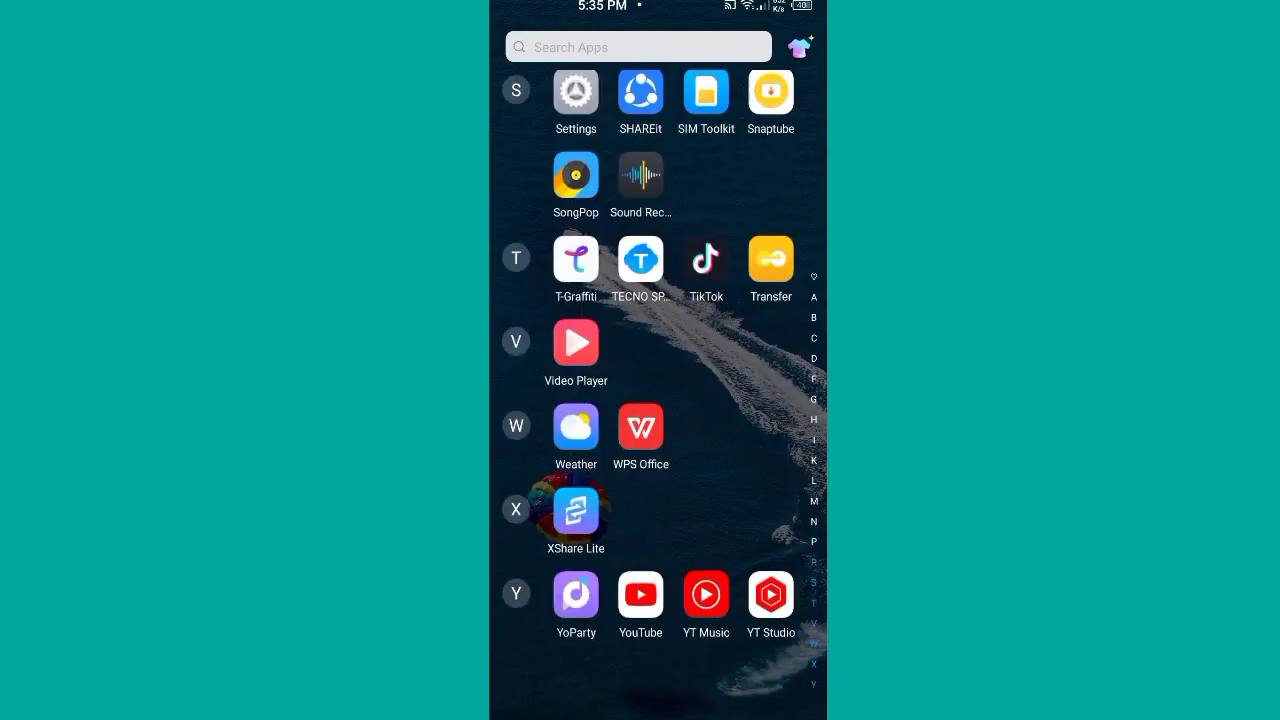 5:35 PM
K/s
40
Search Apps
S
Settings
SHAREit
SIM Toolkit
Snaptube
SongPop
Sound Rec...
T
T
T-Graffiti
TECNO SP...
TikTok
Transfer
V
Video Player
W
Weather
WPS Office
X
XShare Lite
Y
YoParty
YouTube
YT Music
YT Studio
♡
A
B
C
D
F
G
H
I
K
L
M
N
P
R
S
T
V
W
X
Y